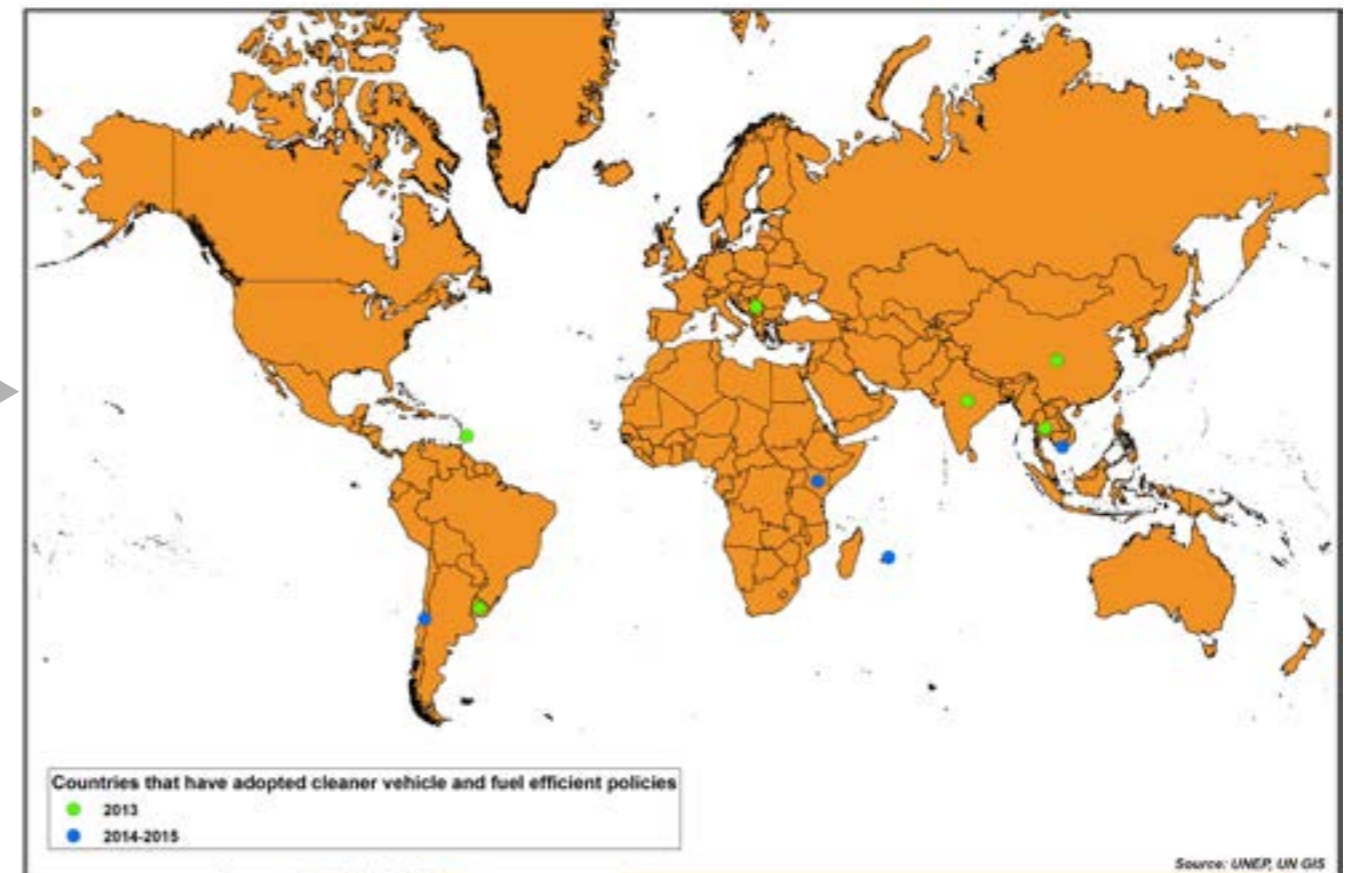 Countries that have adopted cleaner vehicle and fuel efficient policies
2013
2014-2015
Source: UNEP, UN GIS